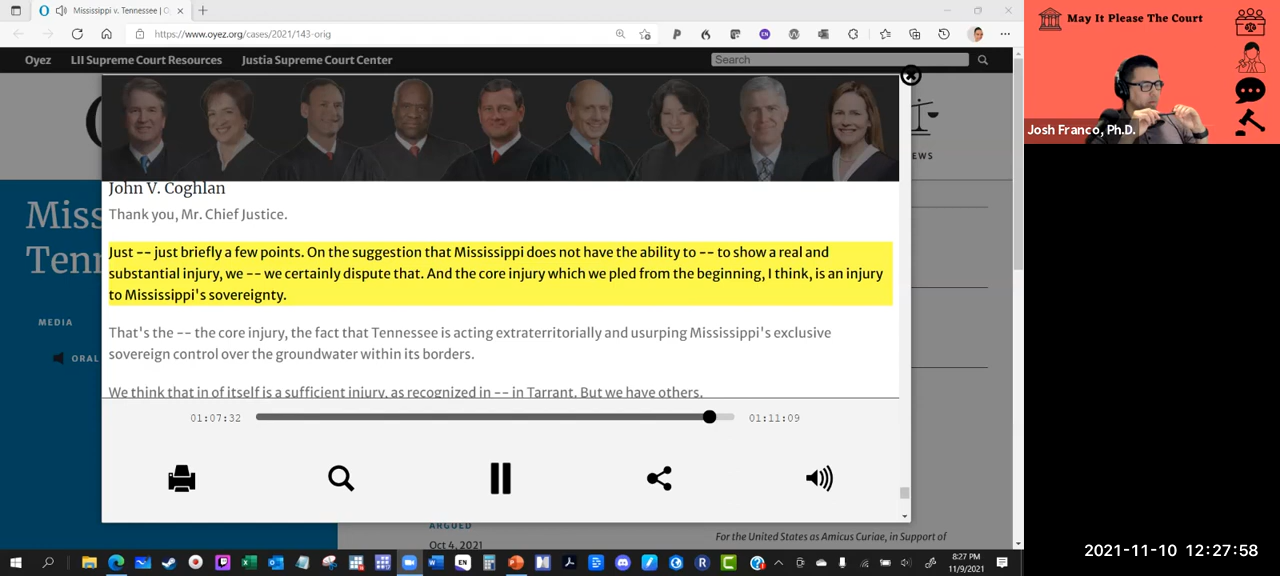 Mississippi v. Tennessee | O
https://www.oyez.org/cases/2021/143-orig
Oyez
LII Supreme Court Resources
Justia Supreme Court Center
Search
EWS
Miss
Tenn
MEDIA
ORAL
John V. Coghlan
Thank you, Mr. Chief Justice.
Just -- just briefly a few points. On the suggestion that Mississippi does not have the ability to -- to show a real and
substantial injury, we -- we certainly dispute that. And the core injury which we pled from the beginning, I think, is an injury
to Mississippi's sovereignty.
That's the -- the core injury, the fact that Tennessee is acting extraterritorially and usurping Mississippi's exclusive
sovereign control over the groundwater within its borders.
We think that in of itself is a sufficient injury, as recognized in -- in Tarrant. But we have others.
01:07:32
01:11:09
ARGUED
Oct 4, 2021
For the United States as Amicus Curiae, in Support of
8:27 PM
11/9/2021
May It Please The Court
Josh Franco, Ph.D.
2021-11-10 12:27:58